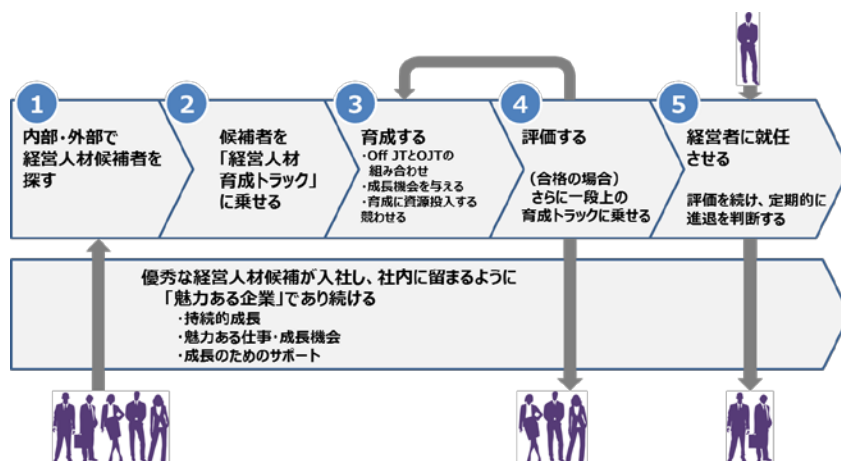 1
内部・外部で
経営人材候補者を
探す
2
候補者を
「経営人材
育成トラック」
に乗せる
3
育成する
・Off JTとOJTの
組み合わせ
・成長機会を与える
・育成に資源投入する
競わせる
4
評価する
（合格の場合）
さらに一段上の
育成トラックに乗せる
5
経営者に就任
させる
評価を続け、定期的に
進退を判断する
優秀な経営人材候補が入社し、社内に留まるように
「魅力ある企業」であり続ける
・持続的成長
・魅力ある仕事・成長機会
・成長のためのサポート